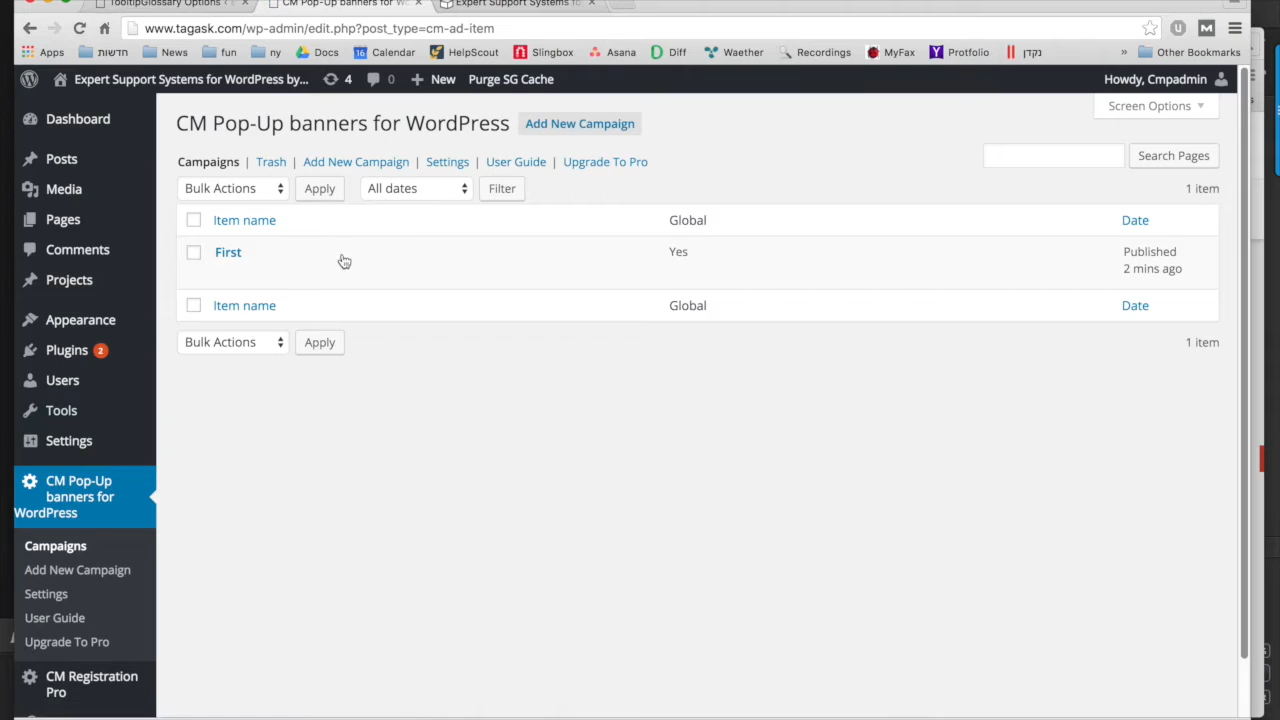 TooltipGlossary Options ‹ E
CM Pop-Up banners for Wo
Expert Support Systems for
www.tagask.com/wp-admin/edit.php?post_type=cm-ad-item
Apps חדשות News fun ny Docs Calendar HelpScout Slingbox Asana Diff Waether Recordings MyFax Profolio נקדן » Other Bookmarks
Expert Support Systems for WordPress by... 4 0 New Purge SG Cache Howdy, Cmpadmin
Screen Options
CM Pop-Up banners for WordPress Add New Campaign
Campaigns | Trash | Add New Campaign | Settings | User Guide | Upgrade To Pro
Search Pages
Bulk Actions Apply All dates Filter 1 item
Item name Global Date
First Yes Published
2 mins ago
Item name Global Date
Bulk Actions Apply 1 item
Dashboard
Posts
Media
Pages
Comments
Projects
Appearance
Plugins 2
Users
Tools
Settings
CM Pop-Up
banners for
WordPress
Campaigns
Add New Campaign
Settings
User Guide
Upgrade To Pro
CM Registration
Pro